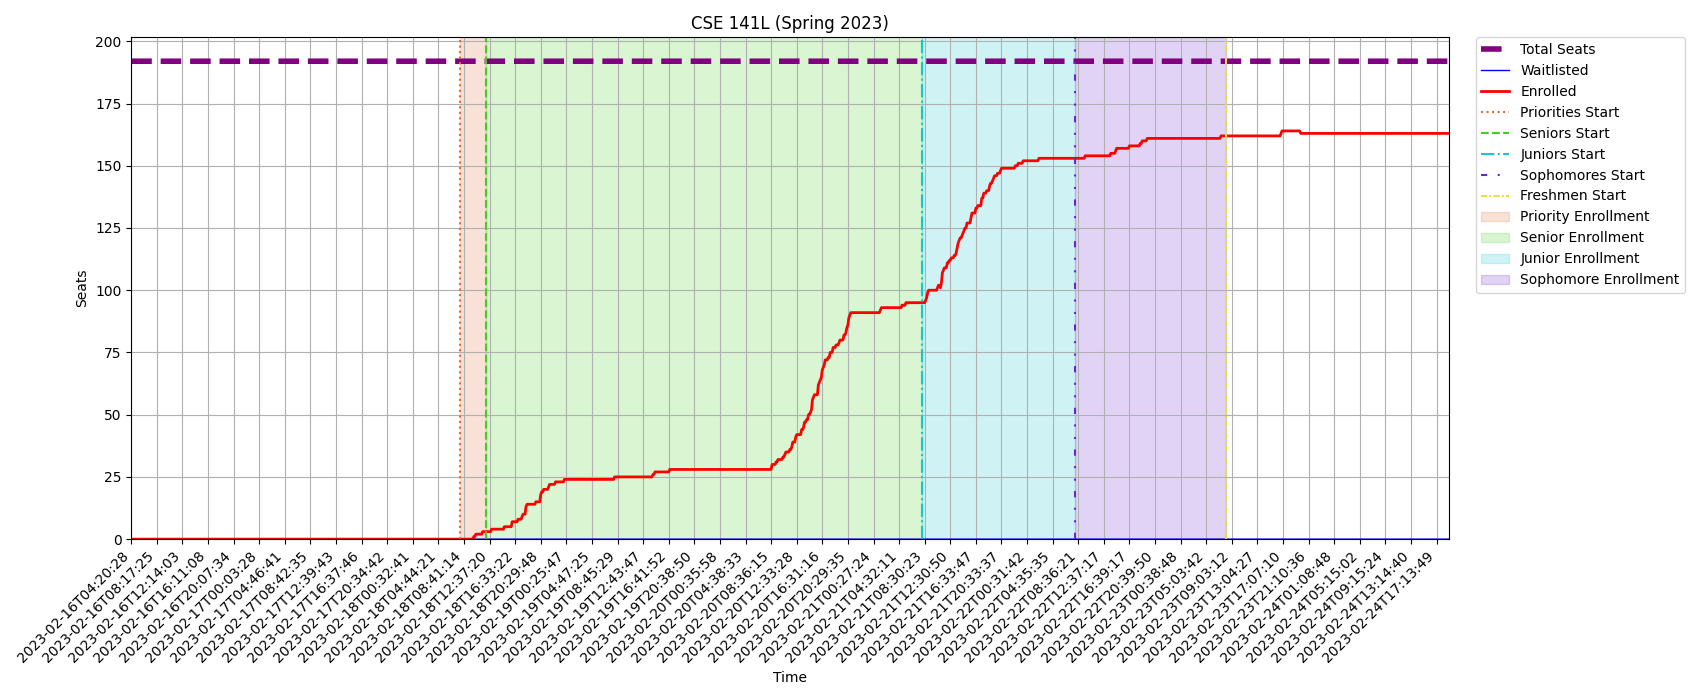 CSE 141L (Spring 2023)
Seats
200
175
150
125
100
75
50
25
0
2023-02-16T04:20:28
2023-02-16T08:17:25
2023-02-16T12:14:03
2023-02-16T16:11:08
2023-02-16T20:07:34
2023-02-17T00:03:28
2023-02-17T04:46:41
2023-02-17T08:42:35
2023-02-17T12:39:43
2023-02-17T16:37:46
2023-02-17T20:34:42
2023-02-18T00:32:41
2023-02-18T04:44:21
2023-02-18T08:41:14
2023-02-18T12:37:20
2023-02-18T16:33:22
2023-02-18T20:29:48
2023-02-19T00:25:47
2023-02-19T04:47:25
2023-02-19T08:45:29
2023-02-19T12:43:47
2023-02-19T16:41:52
2023-02-19T20:38:50
2023-02-20T00:35:58
2023-02-20T04:38:33
2023-02-20T08:36:15
2023-02-20T12:33:28
2023-02-20T16:31:16
2023-02-20T20:29:35
2023-02-21T00:27:24
2023-02-21T04:32:11
2023-02-21T08:30:23
2023-02-21T12:30:50
2023-02-21T16:33:47
2023-02-21T20:33:37
2023-02-22T00:31:42
2023-02-22T04:35:35
2023-02-22T08:36:21
2023-02-22T12:37:17
2023-02-22T16:39:17
2023-02-22T20:39:50
2023-02-23T00:38:48
2023-02-23T05:03:42
2023-02-23T09:03:12
2023-02-23T13:04:27
2023-02-23T17:07:10
2023-02-23T21:10:36
2023-02-24T01:08:48
2023-02-24T05:15:02
2023-02-24T09:15:24
2023-02-24T13:14:40
2023-02-24T17:13:49
Time
Total Seats
Waitlisted
Enrolled
Priorities Start
Seniors Start
Juniors Start
Sophomores Start
Freshmen Start
Priority Enrollment
Senior Enrollment
Junior Enrollment
Sophomore Enrollment